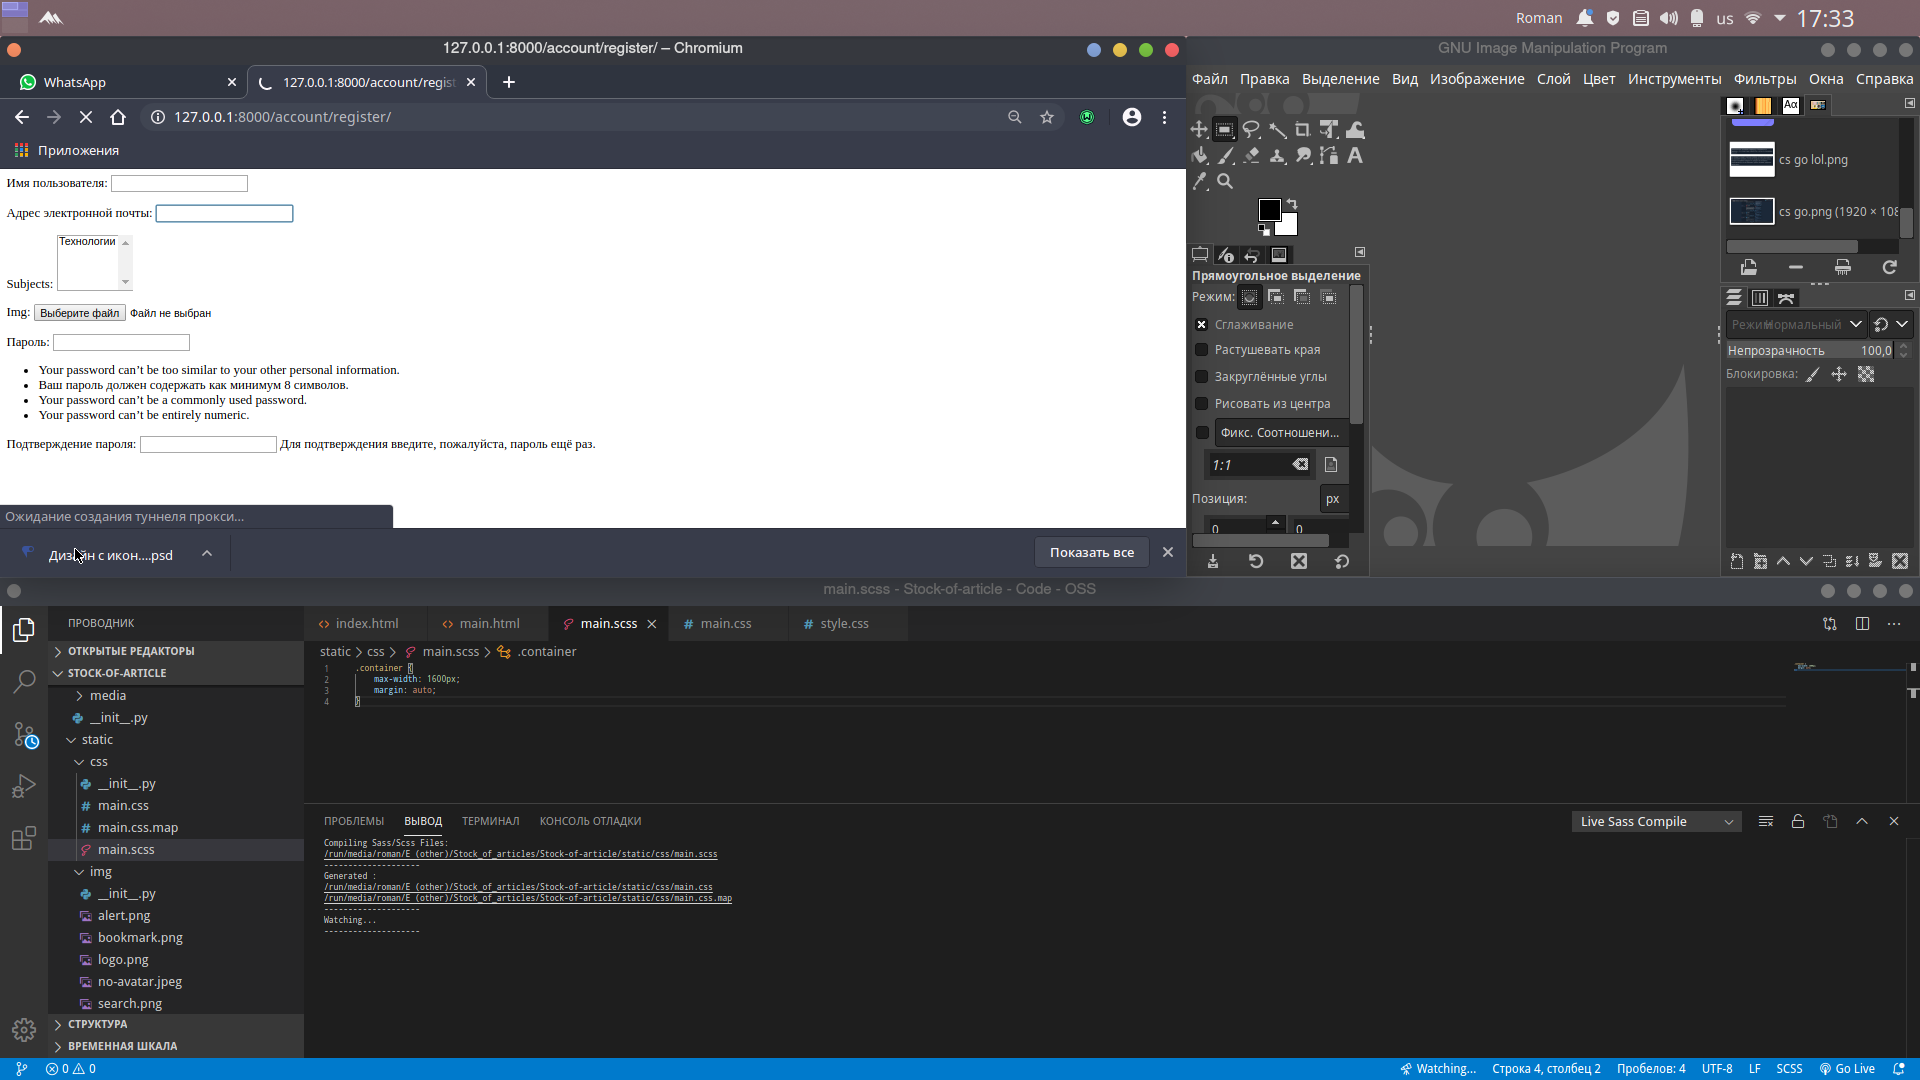 Roman us 17:33
127.0.0.1:8000/account/register/ – Chromium
WhatsApp
127.0.0.1:8000/account/regist
127.0.0.1:8000/account/register/
Приложения
Имя пользователя:
Адрес электронной почты:
Технологии
Subjects:
Img: Выберите файл Файл не выбран
Пароль:
Your password can’t be too similar to your other personal information.
Ваш пароль должен содержать как минимум 8 символов.
Your password can’t be a commonly used password.
Your password can’t be entirely numeric.
Подтверждение пароля: Для подтверждения введите, пожалуйста, пароль ещё раз.
Ожидание создания туннеля прокси...
Дизайн с икон....psd
Показать все
GNU Image Manipulation Program
Файл Правка Выделение Вид Изображение Слой Цвет Инструменты Фильтры Окна Справка
cs go lol.png
cs go.png (1920 × 108
Прямоугольное выделение
Режим:
Сглаживание
Растушевать края
Закруглённые углы
Рисовать из центра
Фикс. Соотношени...
1:1
Позиция: px
0 0
Режим Нормальный
Непрозрачность 100,0
Блокировка:
main.scss - Stock-of-article - Code - OSS
ПРОВОДНИК
ОТКРЫТЫЕ РЕДАКТОРЫ
STOCK-OF-ARTICLE
media
__init__.py
static
css
__init__.py
main.css
main.css.map
main.scss
img
__init__.py
alert.png
bookmark.png
logo.png
no-avatar.jpeg
search.png
СТРУКТУРА
ВРЕМЕННАЯ ШКАЛА
index.html main.html main.scss main.css style.css
static > css > main.scss > .container
1 .container {
2 max-width: 1600px;
3 margin: auto;
4 }
ПРОБЛЕМЫ ВЫВОД ТЕРМИНАЛ КОНСОЛЬ ОТЛАДКИ
Live Sass Compile
Compiling Sass/Scss Files:
/run/media/roman/E (other)/Stock_of_articles/Stock-of-article/static/css/main.scss
--------------------
Generated :
/run/media/roman/E (other)/Stock_of_articles/Stock-of-article/static/css/main.css
/run/media/roman/E (other)/Stock_of_articles/Stock-of-article/static/css/main.css.map
--------------------
Watching...
--------------------
0 0
Watching... Строка 4, столбец 2 Пробелов: 4 UTF-8 LF SCSS Go Live